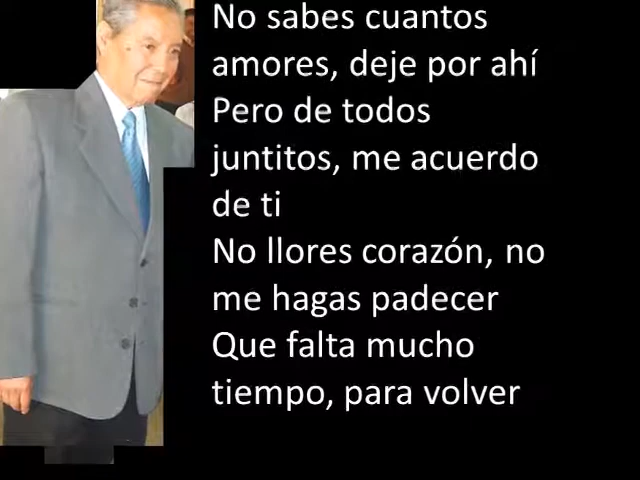 No sabes cuantos
amores, deje por ahí
Pero de todos
juntitos, me acuerdo
de ti
No llores corazón, no
me hagas padecer
Que falta mucho
tiempo, para volver